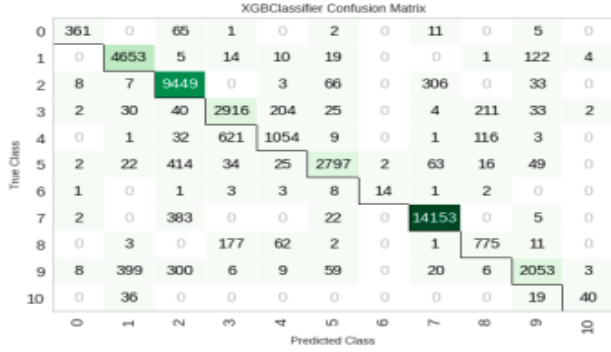 XGBClassifier Confusion Matrix
0 361 0 65 1 0 2 0 11 0 5 0
1 0 4653 5 14 10 19 0 0 1 122 4
2 8 7 9449 0 3 66 0 306 0 33 0
3 2 30 40 2916 204 25 0 4 211 33 2
4 0 1 32 621 1054 9 0 1 116 3 0
5 2 22 414 34 25 2797 2 63 16 49 0
6 1 0 1 3 3 8 14 1 2 0 0
7 2 0 383 0 0 22 0 14153 0 5 0
8 0 3 0 177 62 2 0 1 775 11 0
9 8 399 300 6 9 59 0 20 6 2053 3
10 0 36 0 0 0 0 0 0 0 19 40
True Class
0 1 2 3 4 5 6 7 8 9 10
Predicted Class